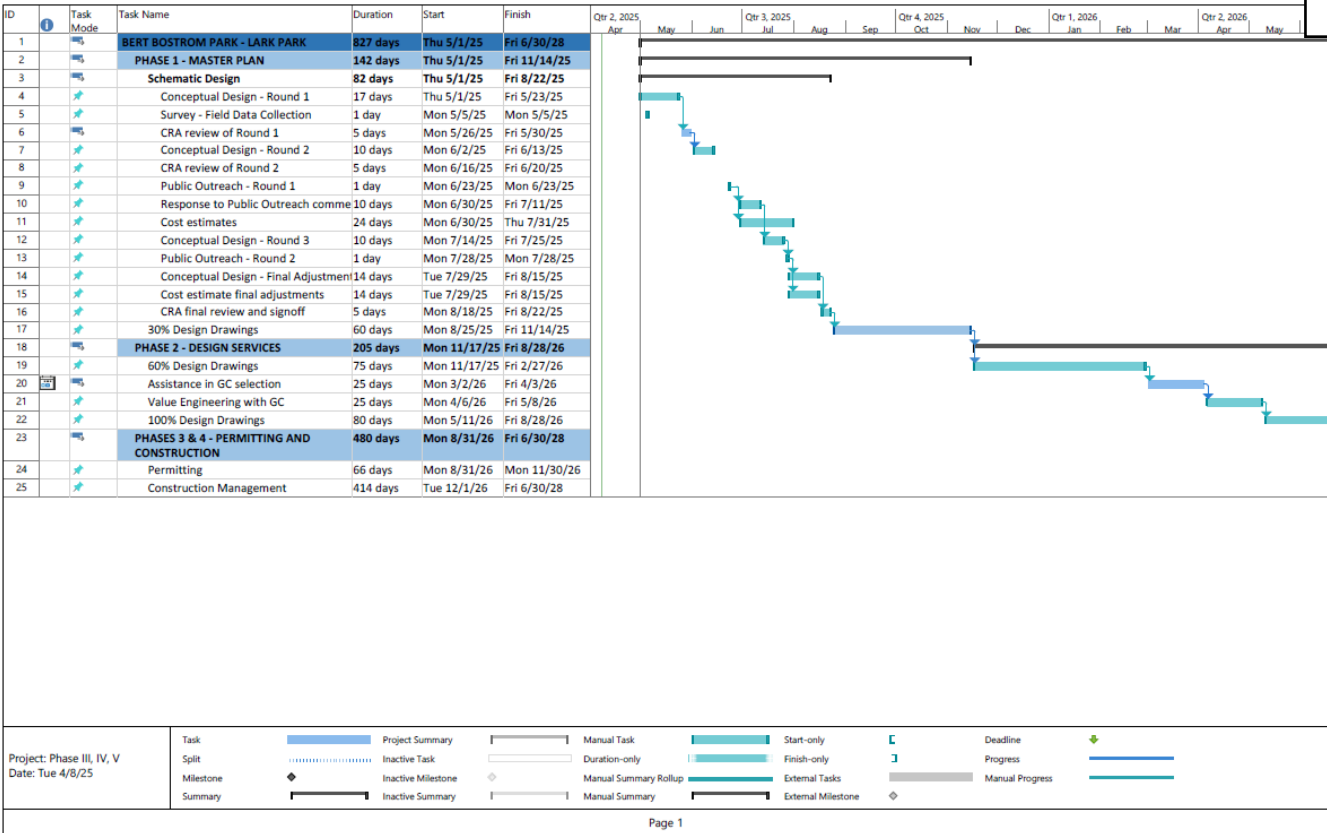 ID Task Mode Task Name Duration Start Finish
Qtr 2, 2025 Qtr 3, 2025 Qtr 4, 2025 Qtr 1, 2026 Qtr 2, 2026
Apr May Jun Jul Aug Sep Oct Nov Dec Jan Feb Mar Apr May
1 BERT BOSTROM PARK - LARK PARK 827 days Thu 5/1/25 Fri 6/30/28
2 PHASE 1 - MASTER PLAN 142 days Thu 5/1/25 Fri 11/14/25
3 Schematic Design 82 days Thu 5/1/25 Fri 8/22/25
4 Conceptual Design - Round 1 17 days Thu 5/1/25 Fri 5/23/25
5 Survey - Field Data Collection 1 day Mon 5/5/25 Mon 5/5/25
6 CRA review of Round 1 5 days Mon 5/26/25 Fri 5/30/25
7 Conceptual Design - Round 2 10 days Mon 6/2/25 Fri 6/13/25
8 CRA review of Round 2 5 days Mon 6/16/25 Fri 6/20/25
9 Public Outreach - Round 1 1 day Mon 6/23/25 Mon 6/23/25
10 Response to Public Outreach comme 10 days Mon 6/30/25 Fri 7/11/25
11 Cost estimates 24 days Mon 6/30/25 Thu 7/31/25
12 Conceptual Design - Round 3 10 days Mon 7/14/25 Fri 7/25/25
13 Public Outreach - Round 2 1 day Mon 7/28/25 Mon 7/28/25
14 Conceptual Design - Final Adjustment 14 days Tue 7/29/25 Fri 8/15/25
15 Cost estimate final adjustments 14 days Tue 7/29/25 Fri 8/15/25
16 CRA final review and signoff 5 days Mon 8/18/25 Fri 8/22/25
17 30% Design Drawings 60 days Mon 8/25/25 Fri 11/14/25
18 PHASE 2 - DESIGN SERVICES 205 days Mon 11/17/25 Fri 8/28/26
19 60% Design Drawings 75 days Mon 11/17/25 Fri 2/27/26
20 Assistance in GC selection 25 days Mon 3/2/26 Fri 4/3/26
21 Value Engineering with GC 25 days Mon 4/6/26 Fri 5/8/26
22 100% Design Drawings 80 days Mon 5/11/26 Fri 8/28/26
23 PHASES 3 & 4 - PERMITTING AND CONSTRUCTION 480 days Mon 8/31/26 Fri 6/30/28
24 Permitting 66 days Mon 8/31/26 Mon 11/30/26
25 Construction Management 414 days Tue 12/1/26 Fri 6/30/28
Project: Phase III, IV, V
Date: Tue 4/8/25
Task Project Summary Manual Task Start-only Deadline
Split Inactive Task Duration-only Finish-only Progress
Milestone Inactive Milestone Manual Summary Rollup External Tasks Manual Progress
Summary Inactive Summary Manual Summary External Milestone
Page 1